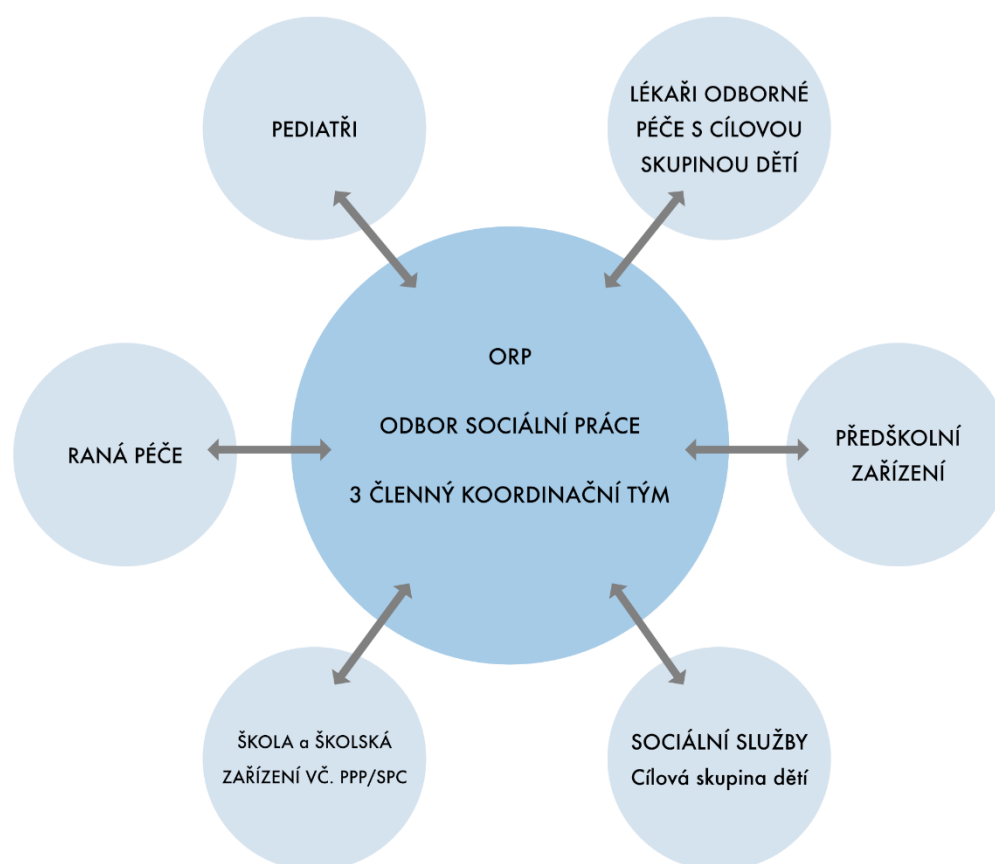 PEDIATŘI
LÉKAŘI ODBORNÉ
PÉČE S CÍLOVOU
SKUPINOU DĚTÍ
ORP
ODBOR SOCIÁLNÍ PRÁCE
3 ČLENNÝ KOORDINAČNÍ TÝM
RANÁ PÉČE
PŘEDŠKOLNÍ
ZAŘÍZENÍ
ŠKOLA a ŠKOLSKÁ
ZAŘÍZENÍ VČ. PPP/SPC
SOCIÁLNÍ SLUŽBY
Cílová skupina dětí